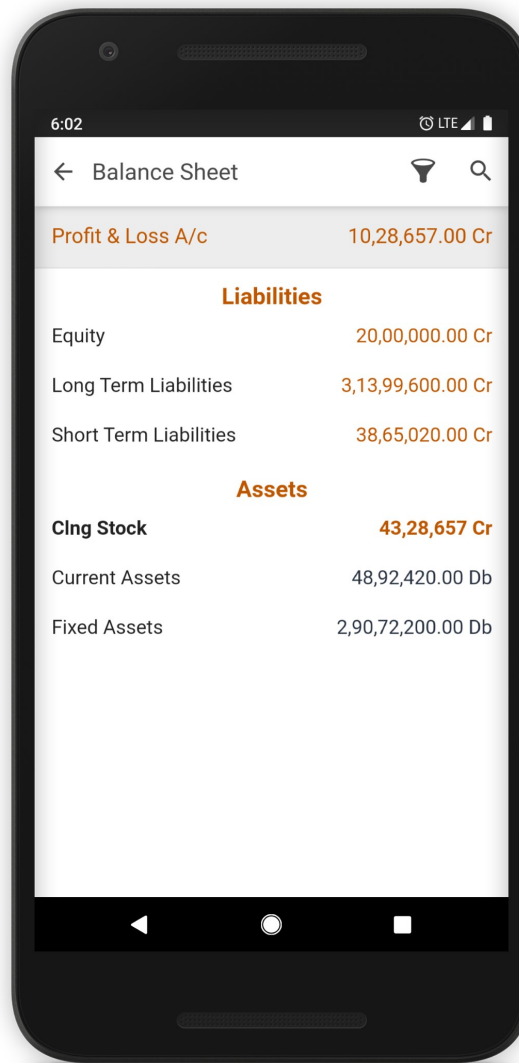 6:02 LTE
Balance Sheet
Profit & Loss A/c 10,28,657.00 Cr
Liabilities
Equity 20,00,000.00 Cr
Long Term Liabilities 3,13,99,600.00 Cr
Short Term Liabilities 38,65,020.00 Cr
Assets
Clng Stock 43,28,657 Cr
Current Assets 48,92,420.00 Db
Fixed Assets 2,90,72,200.00 Db